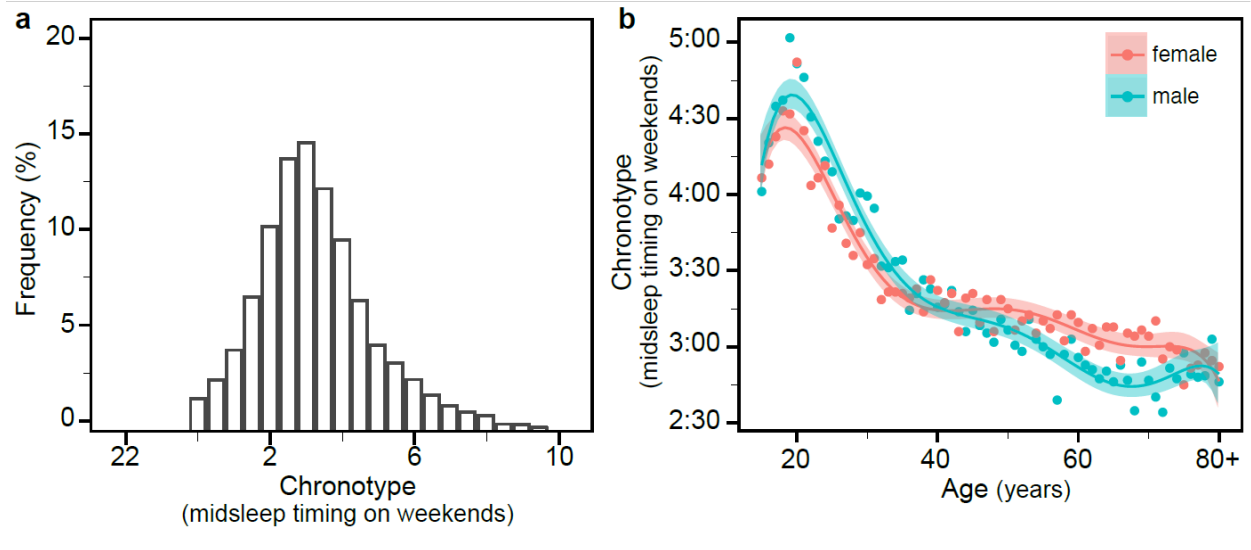 a
20
15
10
5
0
Frequency (%)
22
2
6
10
Chronotype
(midsleep timing on weekends)
b
5:00
4:30
4:00
3:30
3:00
2:30
Chronotype
(midsleep timing on weekends)
female
male
20
40
60
80+
Age (years)